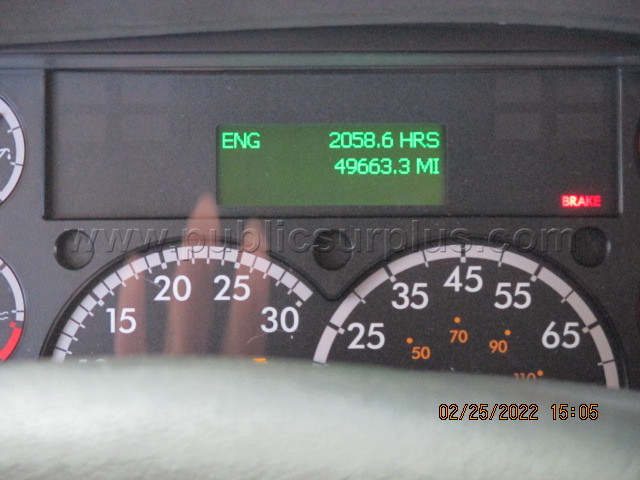 ENG 2058.6 HRS
49663.3 MI
BRAKE
www.publicsurplus.com
15 20 25 30
25 35 45 55 65
50 70 90 110
02/25/2022 15:05